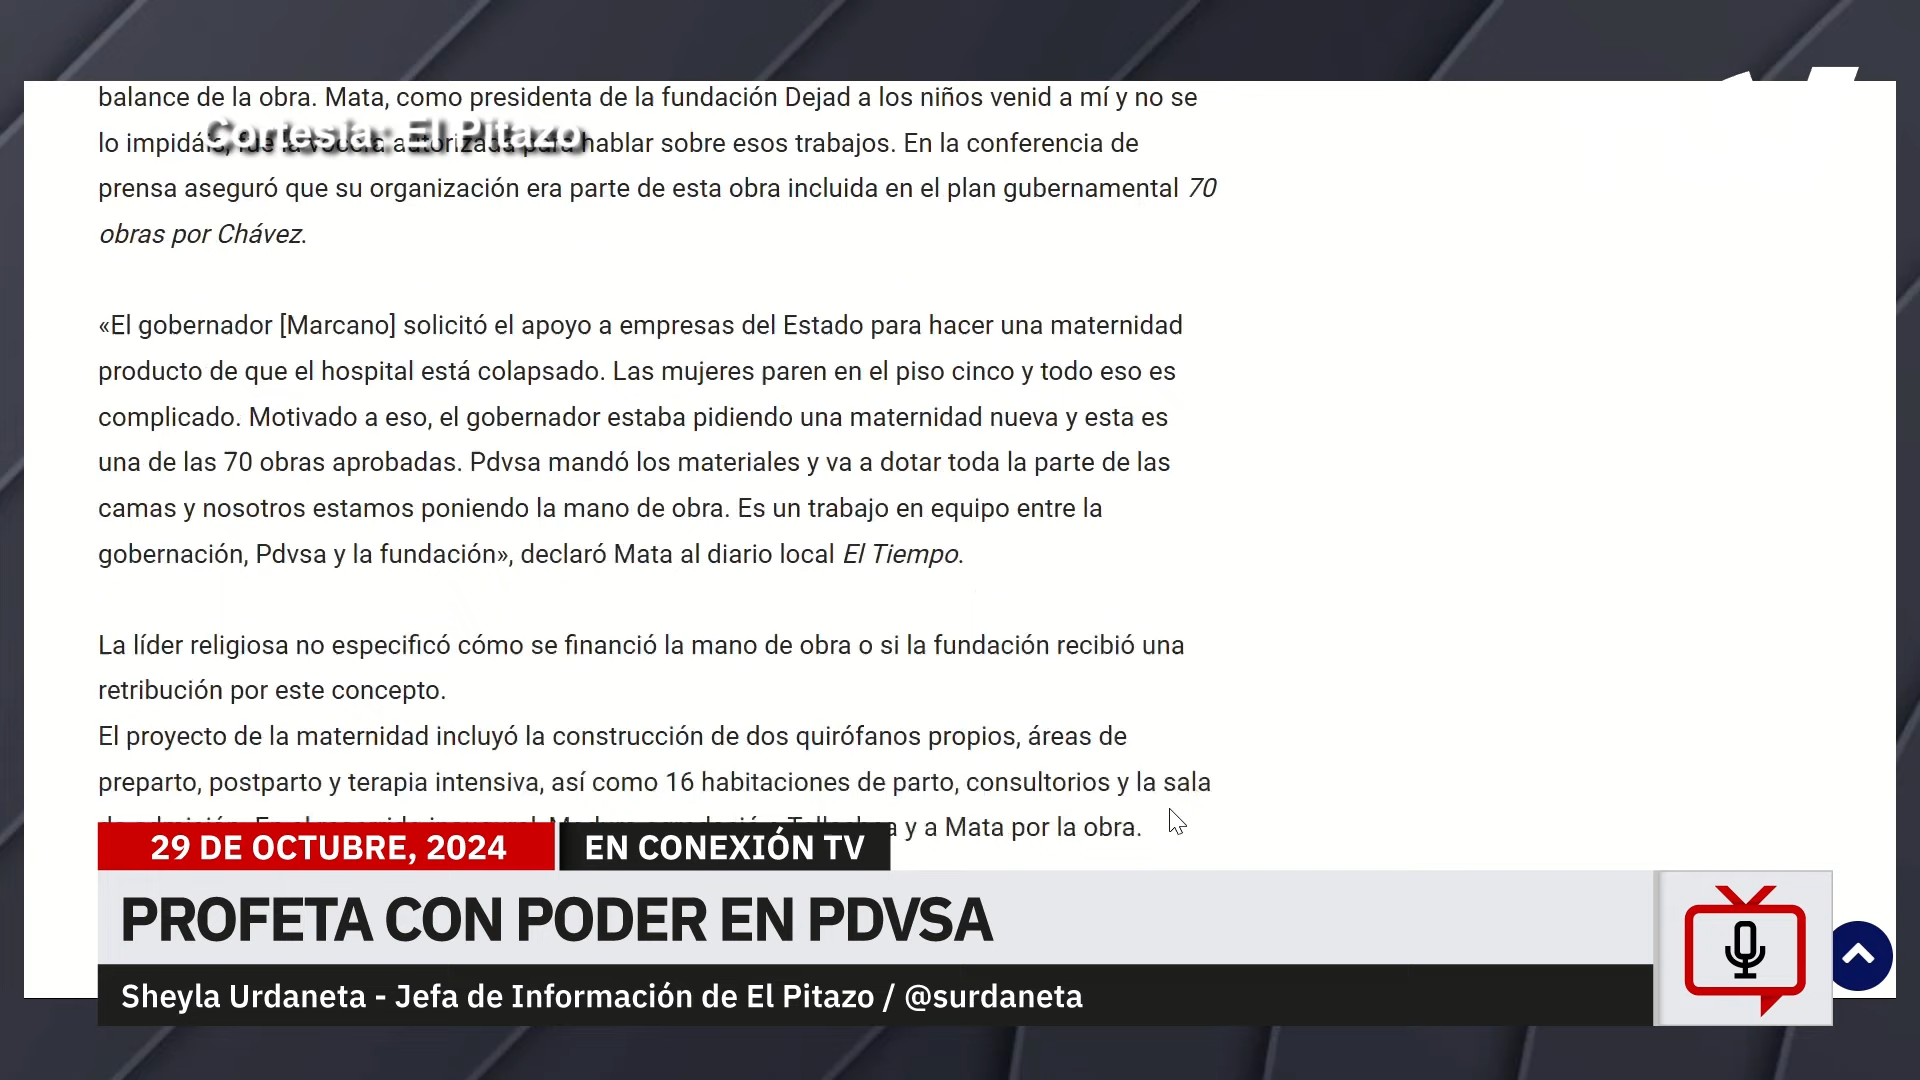 balance de la obra. Mata, como presidenta de la fundación Dejad a los niños venid a mí y no se
Cortesía: El Pitazo
lo impidáis, fue la vocera autorizada para hablar sobre esos trabajos. En la conferencia de
prensa aseguró que su organización era parte de esta obra incluida en el plan gubernamental 70
obras por Chávez.
«El gobernador [Marcano] solicitó el apoyo a empresas del Estado para hacer una maternidad
producto de que el hospital está colapsado. Las mujeres paren en el piso cinco y todo eso es
complicado. Motivado a eso, el gobernador estaba pidiendo una maternidad nueva y esta es
una de las 70 obras aprobadas. Pdvsa mandó los materiales y va a dotar toda la parte de las
camas y nosotros estamos poniendo la mano de obra. Es un trabajo en equipo entre la
gobernación, Pdvsa y la fundación», declaró Mata al diario local El Tiempo.
La líder religiosa no especificó cómo se financió la mano de obra o si la fundación recibió una
retribución por este concepto.
El proyecto de la maternidad incluyó la construcción de dos quirófanos propios, áreas de
preparto, postparto y terapia intensiva, así como 16 habitaciones de parto, consultorios y la sala
y a Mata por la obra.
29 DE OCTUBRE, 2024
EN CONEXIÓN TV
PROFETA CON PODER EN PDVSA
Sheyla Urdaneta - Jefa de Información de El Pitazo / @surdaneta